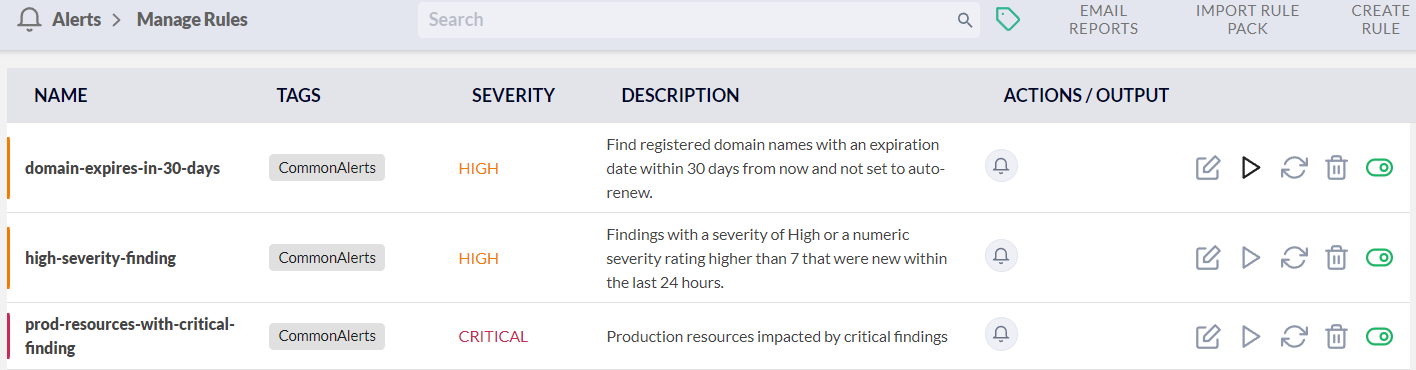 Alerts > Manage Rules
Search
EMAIL
REPORTS
IMPORT RULE
PACK
CREATE
RULE
NAME TAGS SEVERITY DESCRIPTION ACTIONS / OUTPUT
domain-expires-in-30-days CommonAlerts HIGH
Find registered domain names with an expiration
date within 30 days from now and not set to auto-
renew.
high-severity-finding CommonAlerts HIGH
Findings with a severity of High or a numeric
severity rating higher than 7 that were new within
the last 24 hours.
prod-resources-with-critical-
finding
CommonAlerts CRITICAL Production resources impacted by critical findings